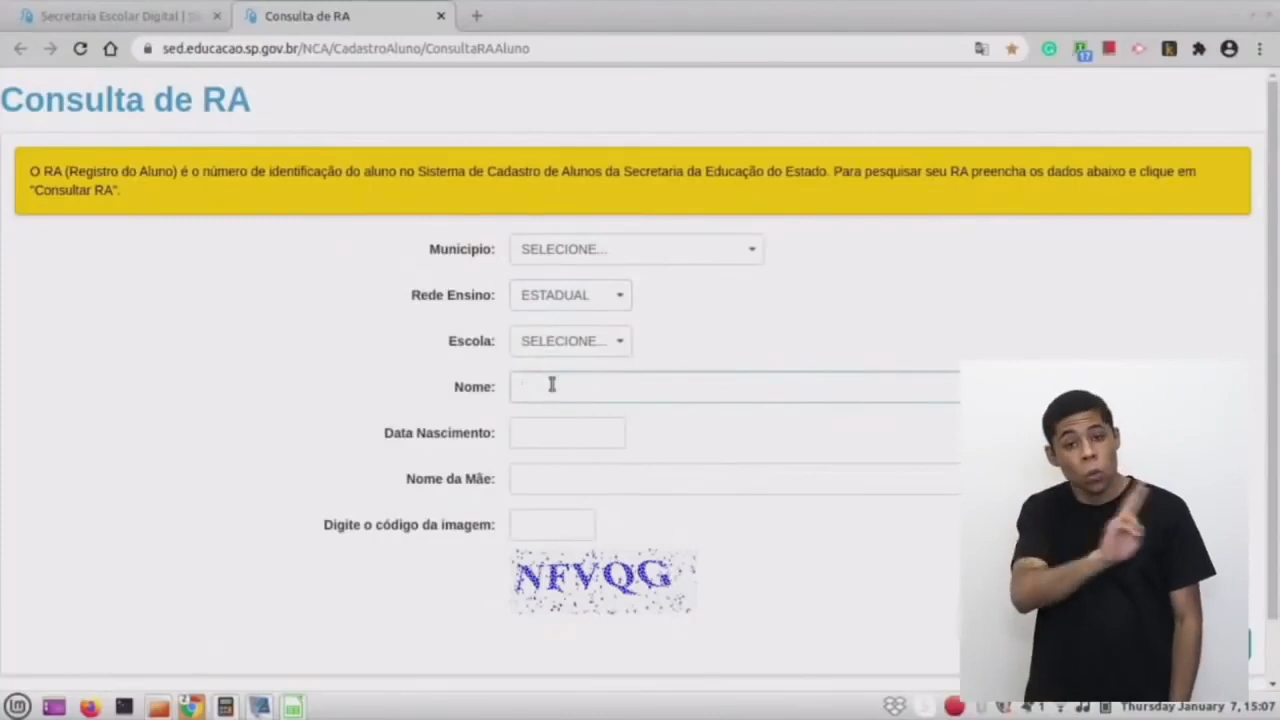 Secretaria Escolar Digital |
Consulta de RA
sed.educacao.sp.gov.br/NCA/CadastroAluno/ConsultaRAAluno
17
Consulta de RA
O RA (Registro do Aluno) é o número de identificação do aluno no Sistema de Cadastro de Alunos da Secretaria da Educação do Estado. Para pesquisar seu RA preencha os dados abaixo e clique em
"Consultar RA".
Municipio: SELECIONE...
Rede Ensino: ESTADUAL
Escola: SELECIONE...
Nome:
Data Nascimento:
Nome da Mãe:
Digite o código da imagem:
NFVQG
2
1 Thursday January 7, 15:07